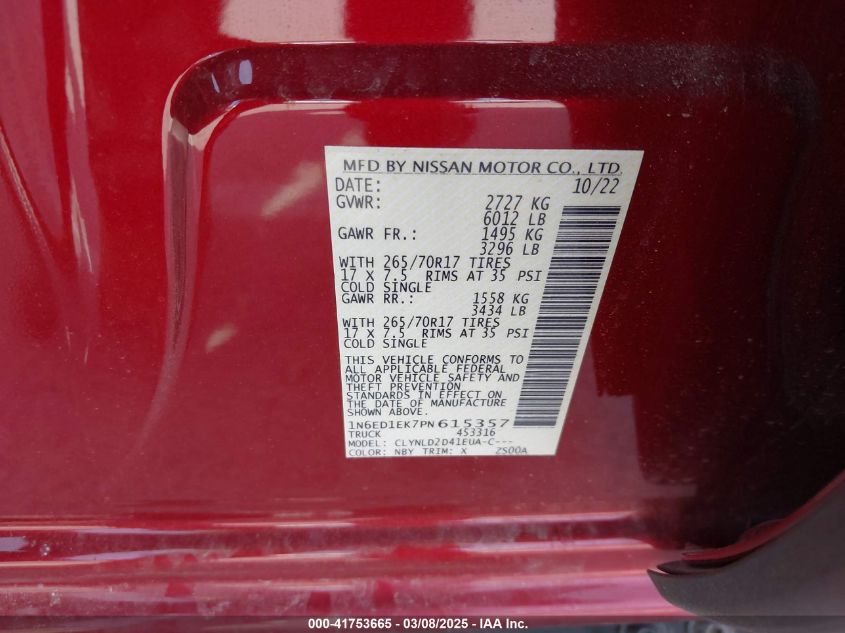 MFD BY NISSAN MOTOR CO., LTD.
DATE: 10/22
GVWR: 2727 KG
6012 LB
GAWR FR.: 1495 KG
3296 LB
WITH 265/70R17 TIRES
17 X 7.5 RIMS AT 35 PSI
COLD SINGLE
GAWR RR.: 1558 KG
3434 LB
WITH 265/70R17 TIRES
17 X 7.5 RIMS AT 35 PSI
COLD SINGLE
THIS VEHICLE CONFORMS TO
ALL APPLICABLE FEDERAL
MOTOR VEHICLE SAFETY AND
THEFT PREVENTION
STANDARDS IN EFFECT ON
THE DATE OF MANUFACTURE
SHOWN ABOVE.
1N6ED1EK7PN615357
TRUCK 453316
MODEL: CLYNLD2D41EUA-C---
COLOR: NBY TRIM: X ZS00A
000-41753665 - 03/08/2025 - IAA, Inc.